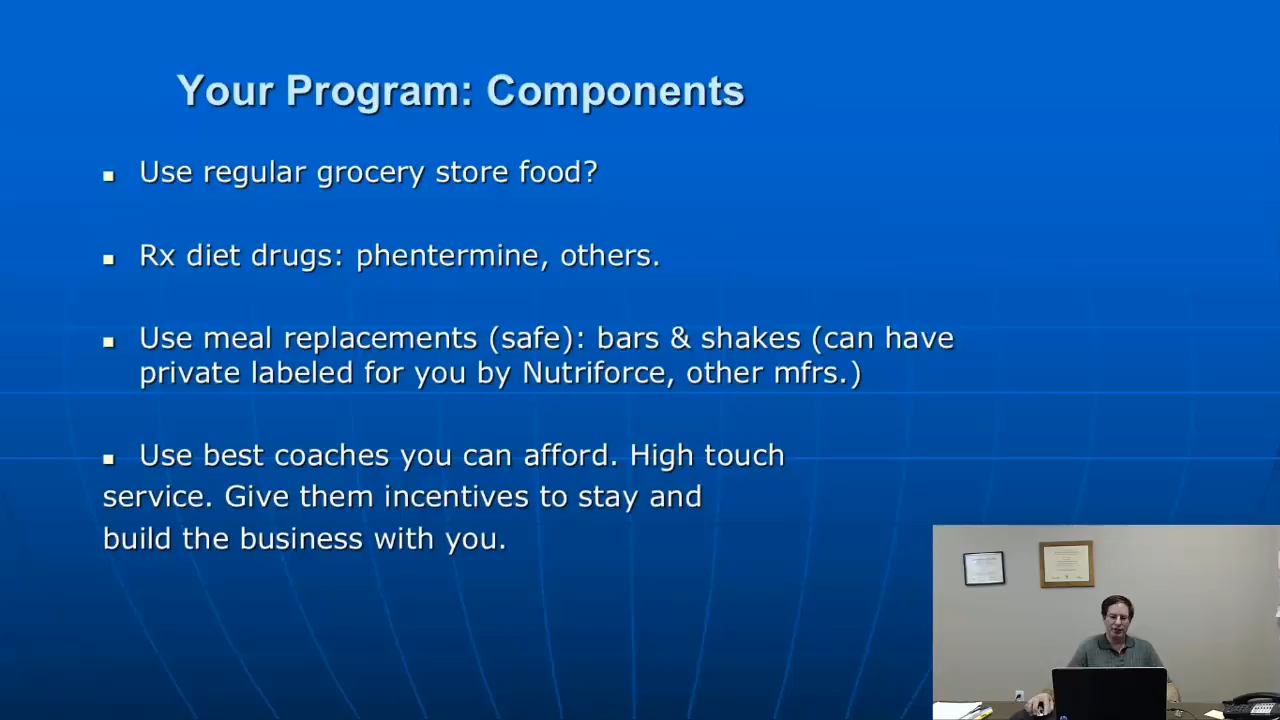 Your Program: Components
▪ Use regular grocery store food?
▪ Rx diet drugs: phentermine, others.
▪ Use meal replacements (safe): bars & shakes (can have
private labeled for you by Nutriforce, other mfrs.)
▪ Use best coaches you can afford. High touch
service. Give them incentives to stay and
build the business with you.